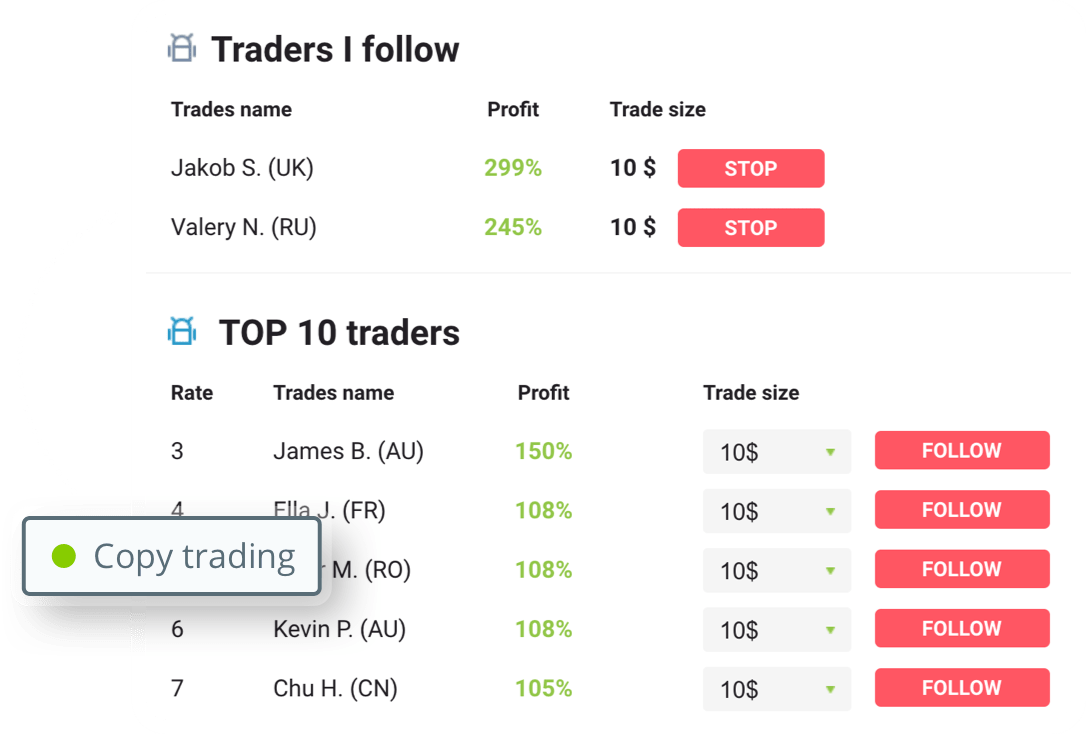 Traders I follow
Trades name Profit Trade size
Jakob S. (UK) 299% 10 $ STOP
Valery N. (RU) 245% 10 $ STOP
TOP 10 traders
Rate Trades name Profit Trade size
3 James B. (AU) 150% 10$ FOLLOW
4 Ella J. (FR) 108% 10$ FOLLOW
Copy trading
M. (RO) 108% 10$ FOLLOW
6 Kevin P. (AU) 108% 10$ FOLLOW
7 Chu H. (CN) 105% 10$ FOLLOW